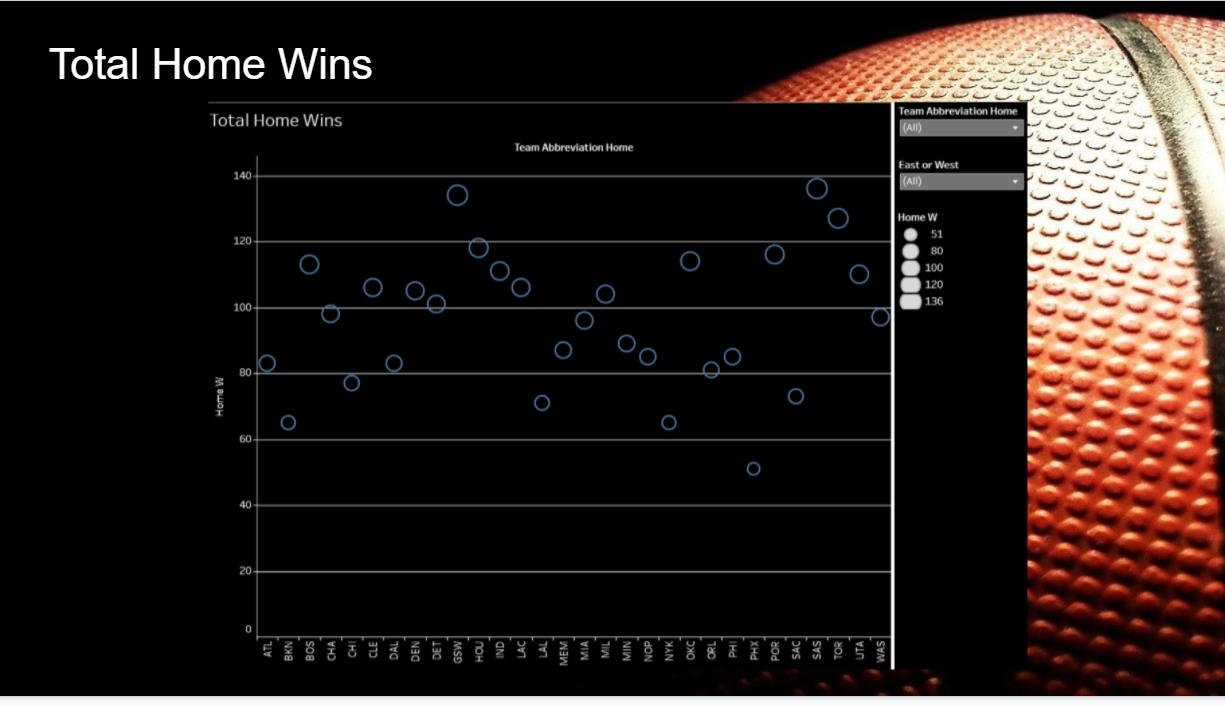 Total Home Wins
Total Home Wins
Team Abbreviation Home
Home W
140
120
100
80
60
40
20
0
ATL BKN BOS CHA CHI CLE DAL DEN DET GSW HOU IND LAC LAL MEM MIA MIL MIN NOP NYK OKC ORL PHI PHX POR SAC SAS TOR UTA WAS
Team Abbreviation Home
(All)
East or West
(All)
Home W
51
80
100
120
136